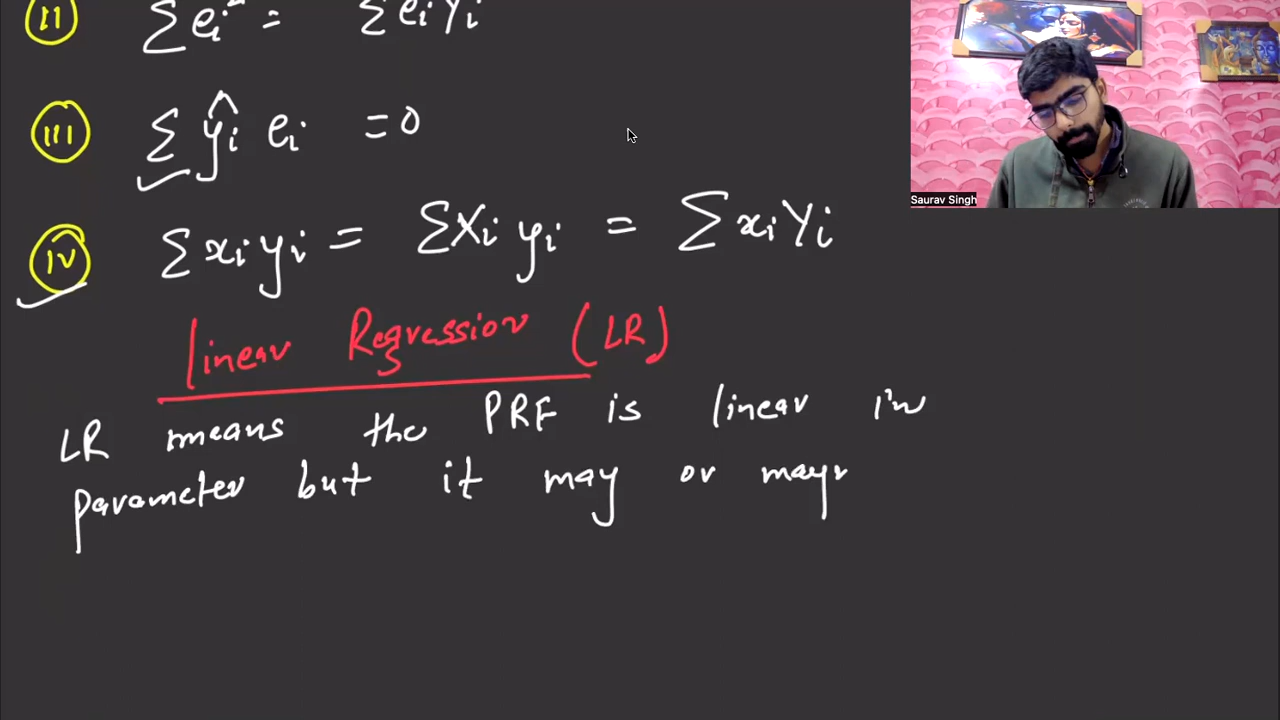 (ii) Σei² = Σeiyi
(iii) Σŷi ei = 0
Saurav Singh
(iv) Σxiyi = ΣXiyi = ΣxiYi
Linear Regression (LR)
LR means the PRF is linear in
parameter but it may or mayn